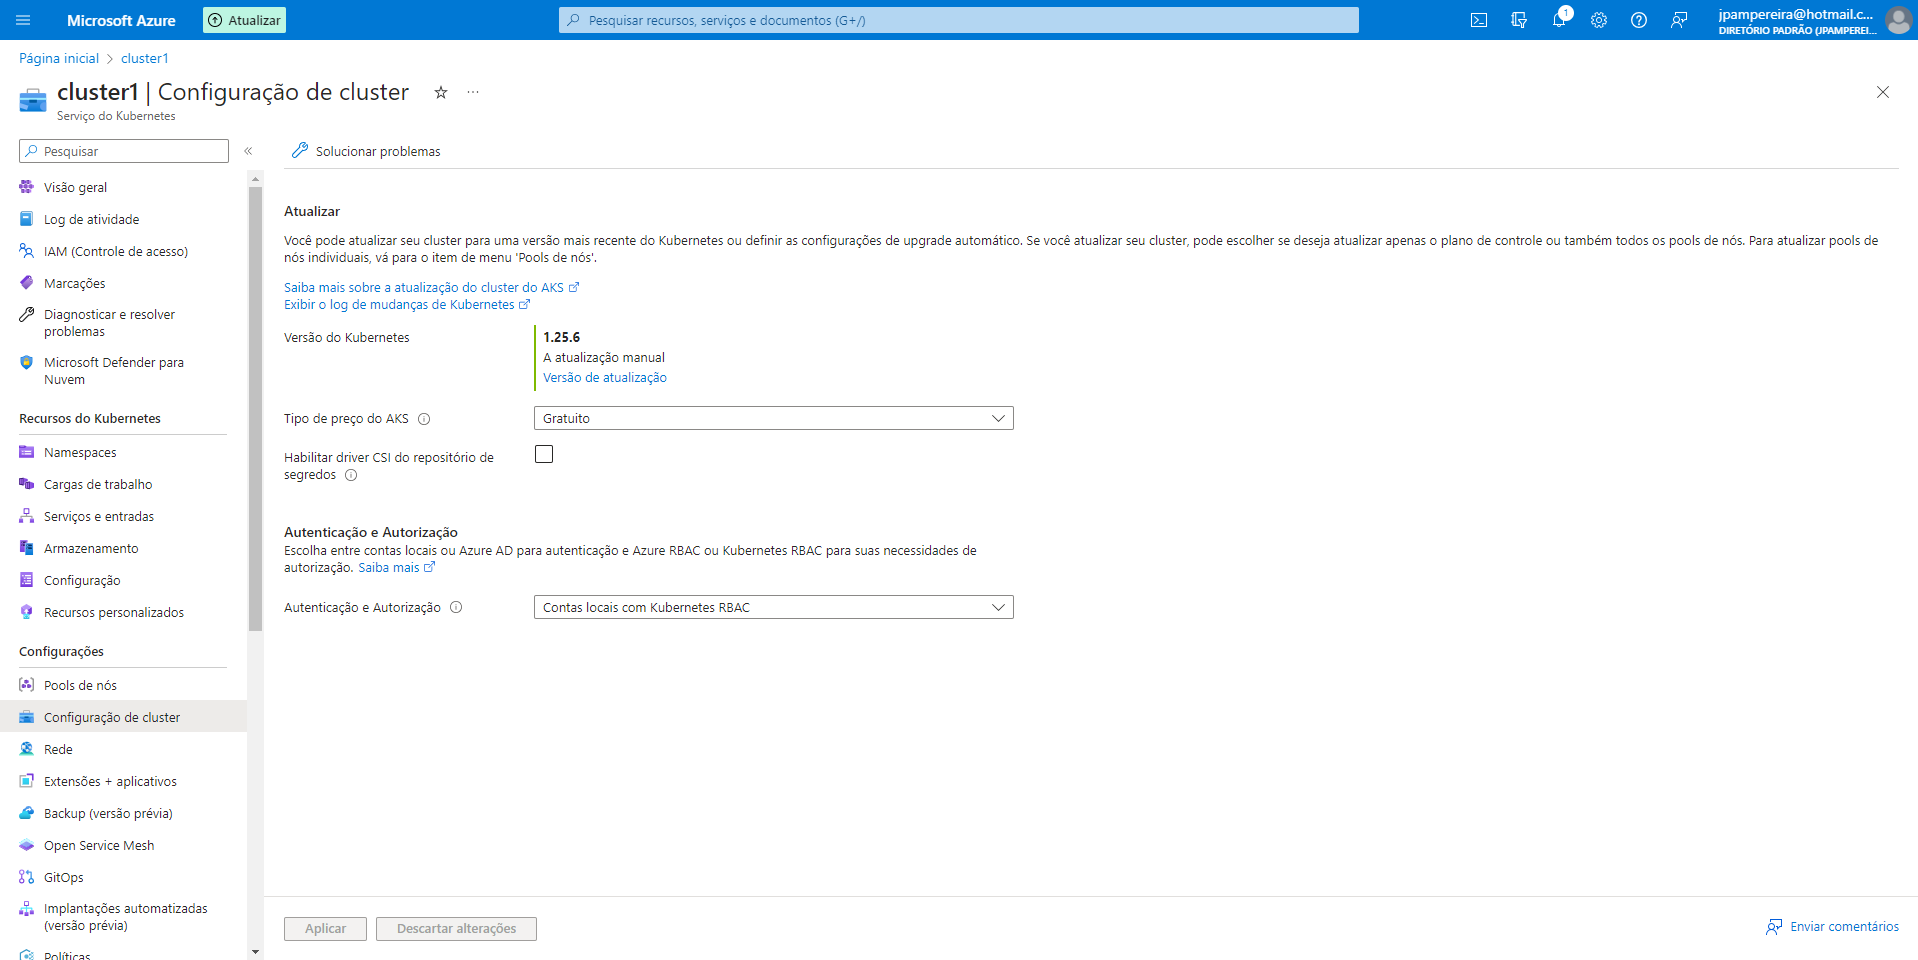 Microsoft Azure
Atualizar
Pesquisar recursos, serviços e documentos (G+/)
1
jpampereira@hotmail.c...
DIRETÓRIO PADRÃO (JPAMPEREI...
Página inicial > cluster1
cluster1 | Configuração de cluster
Serviço do Kubernetes
Pesquisar
Visão geral
Log de atividade
IAM (Controle de acesso)
Marcações
Diagnosticar e resolver
problemas
Microsoft Defender para
Nuvem
Recursos do Kubernetes
Namespaces
Cargas de trabalho
Serviços e entradas
Armazenamento
Configuração
Recursos personalizados
Configurações
Pools de nós
Configuração de cluster
Rede
Extensões + aplicativos
Backup (versão prévia)
Open Service Mesh
GitOps
Implantações automatizadas
(versão prévia)
Políticas
Solucionar problemas
Atualizar
Você pode atualizar seu cluster para uma versão mais recente do Kubernetes ou definir as configurações de upgrade automático. Se você atualizar seu cluster, pode escolher se deseja atualizar apenas o plano de controle ou também todos os pools de nós. Para atualizar pools de
nós individuais, vá para o item de menu 'Pools de nós'.
Saiba mais sobre a atualização do cluster do AKS
Exibir o log de mudanças de Kubernetes
Versão do Kubernetes
1.25.6
A atualização manual
Versão de atualização
Tipo de preço do AKS
Gratuito
Habilitar driver CSI do repositório de
segredos
Autenticação e Autorização
Escolha entre contas locais ou Azure AD para autenticação e Azure RBAC ou Kubernetes RBAC para suas necessidades de
autorização. Saiba mais
Autenticação e Autorização
Contas locais com Kubernetes RBAC
Aplicar
Descartar alterações
Enviar comentários